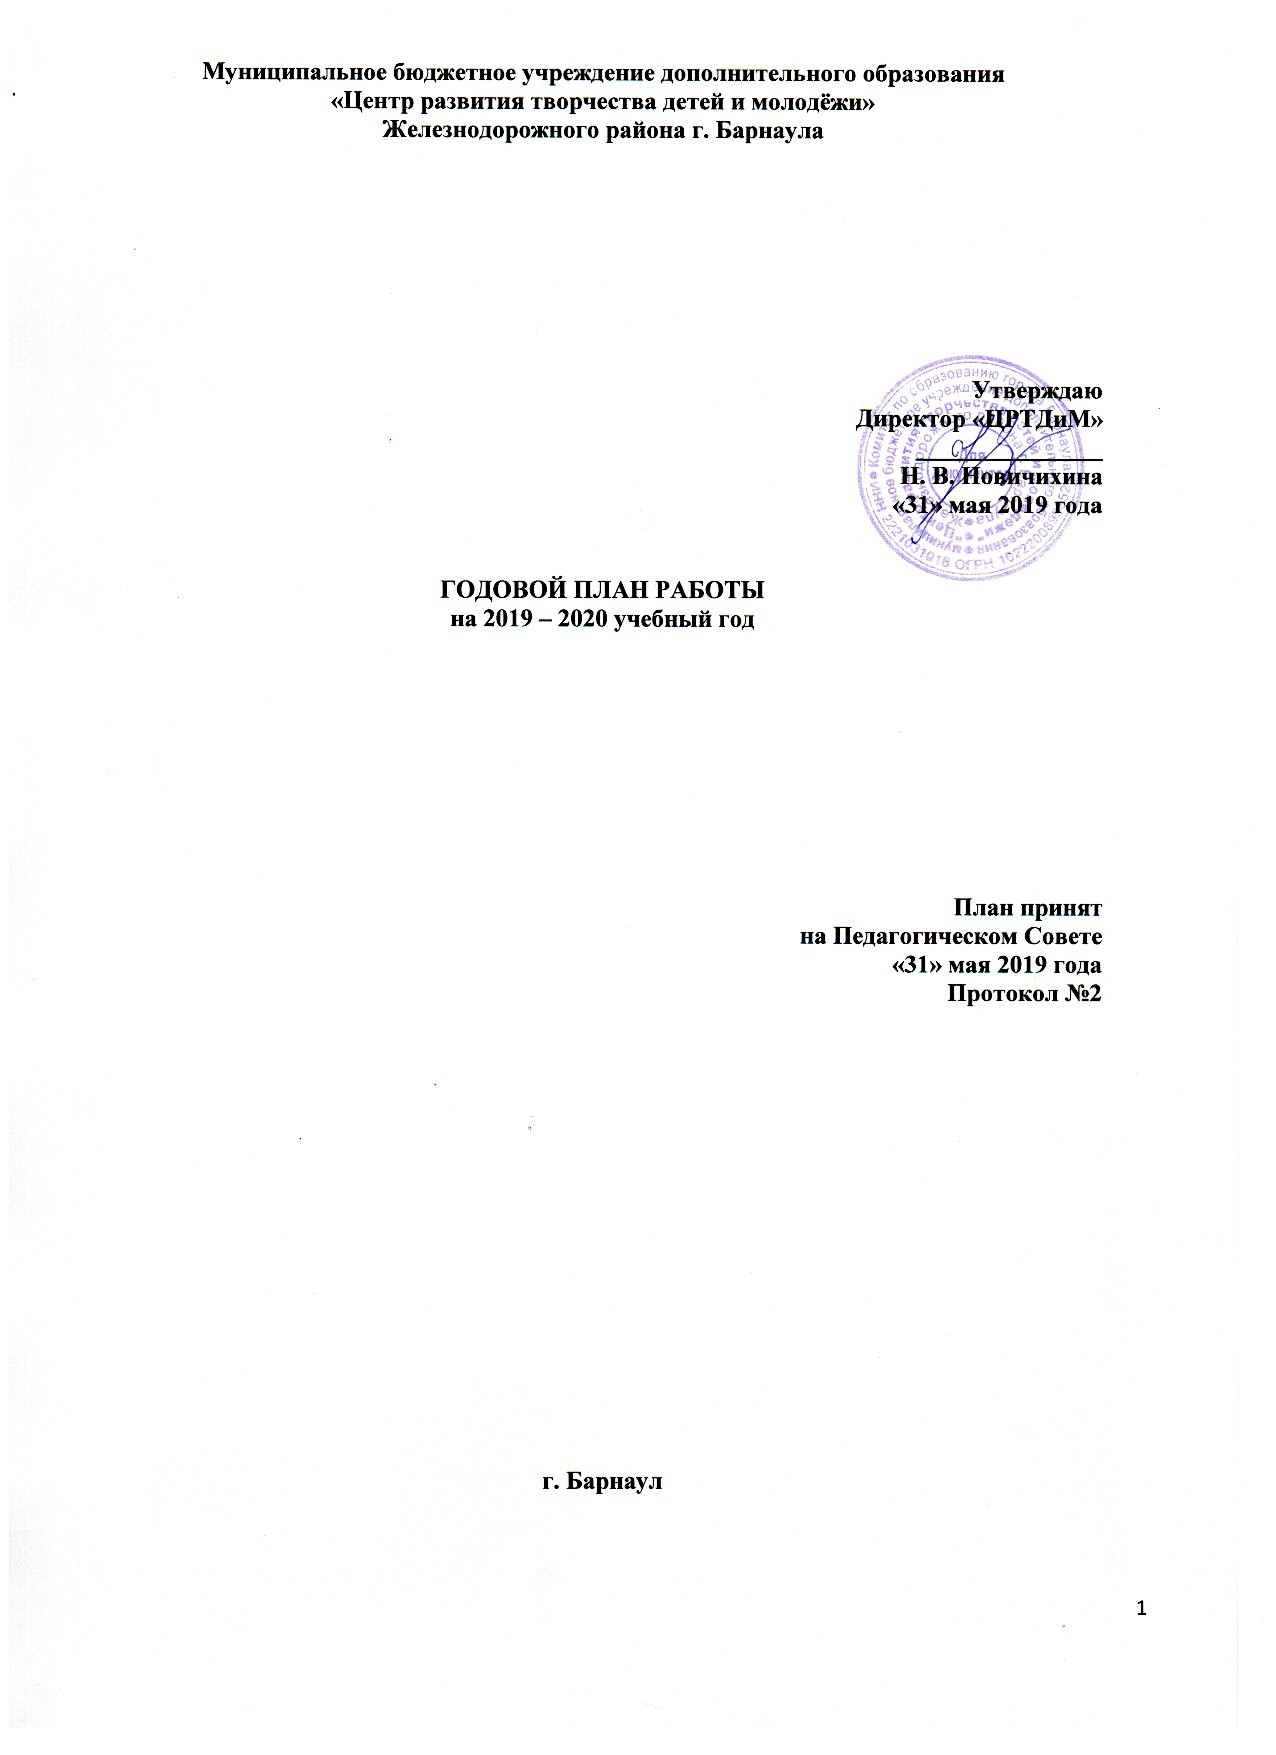 Муниципальное бюджетное учреждение дополнительного образования
«Центр развития творчества детей и молодёжи»
Железнодорожного района г. Барнаула
Утверждаю
Директор «ЦРТДиМ»
Н. В. Новичихина
«31» мая 2019 года
ГОДОВОЙ ПЛАН РАБОТЫ
на 2019 – 2020 учебный год
План принят
на Педагогическом Совете
«31» мая 2019 года
Протокол №2
г. Барнаул
1